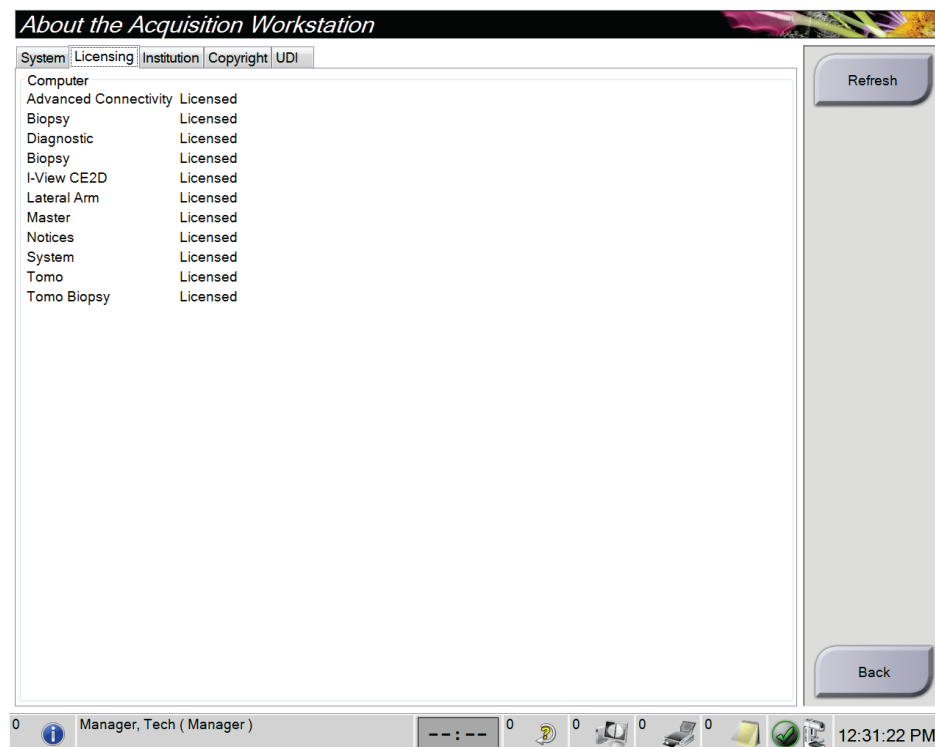 About the Acquisition Workstation
System Licensing Institution Copyright UDI
Refresh
Computer
Advanced Connectivity Licensed
Biopsy Licensed
Diagnostic Licensed
Biopsy Licensed
I-View CE2D Licensed
Lateral Arm Licensed
Master Licensed
Notices Licensed
System Licensed
Tomo Licensed
Tomo Biopsy Licensed
Back
0 Manager, Tech ( Manager ) --:-- 0 0 0 0 12:31:22 PM